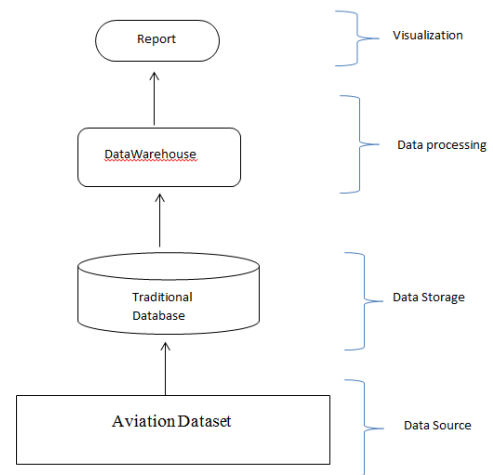 Report
Visualization
DataWarehouse
Data processing
Traditional
Database
Data Storage
Aviation Dataset
Data Source